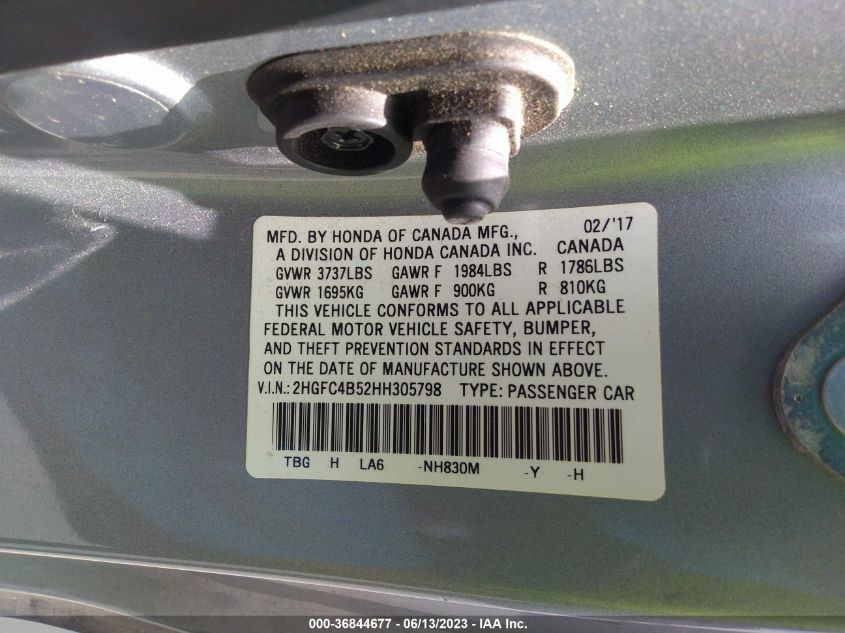 MFD. BY HONDA OF CANADA MFG., 02/'17
A DIVISION OF HONDA CANADA INC. CANADA
GVWR 3737LBS GAWR F 1984LBS R 1786LBS
GVWR 1695KG GAWR F 900KG R 810KG
THIS VEHICLE CONFORMS TO ALL APPLICABLE
FEDERAL MOTOR VEHICLE SAFETY, BUMPER,
AND THEFT PREVENTION STANDARDS IN EFFECT
ON THE DATE OF MANUFACTURE SHOWN ABOVE.
V.I.N.: 2HGFC4B52HH305798 TYPE: PASSENGER CAR
TBG H LA6 -NH830M -Y -H
000-36844677 - 06/13/2023 - IAA Inc.